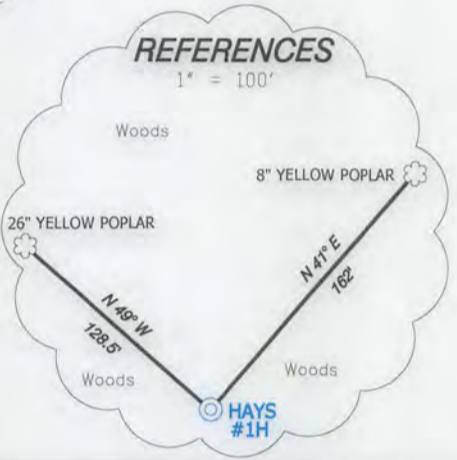 REFERENCES
1" = 100'
Woods
8" YELLOW POPLAR
26" YELLOW POPLAR
N 41° E
162'
N 49° W
128.5'
Woods
Woods
HAYS
#1H